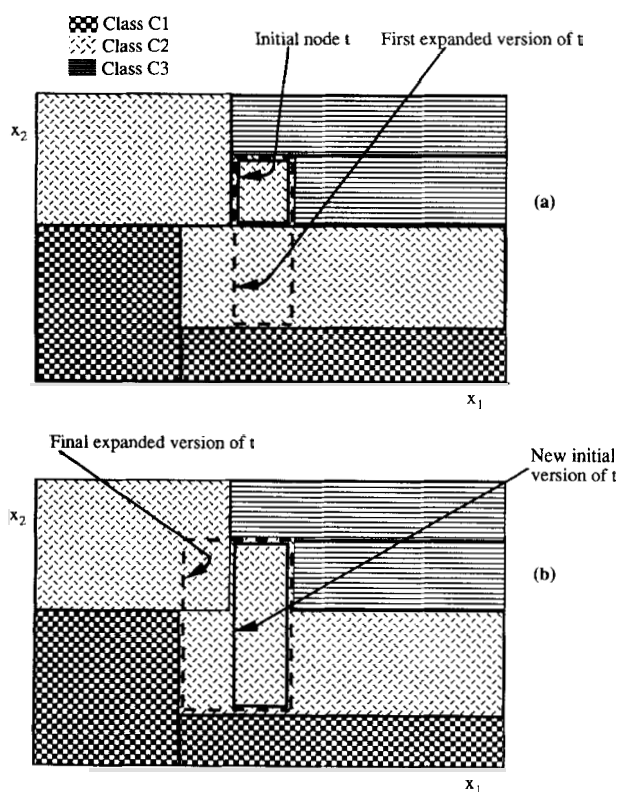 Class C1
Class C2
Class C3
Initial node t
First expanded version of t
x2
(a)
x1
Final expanded version of t
New initial
version of t
x2
(b)
x1